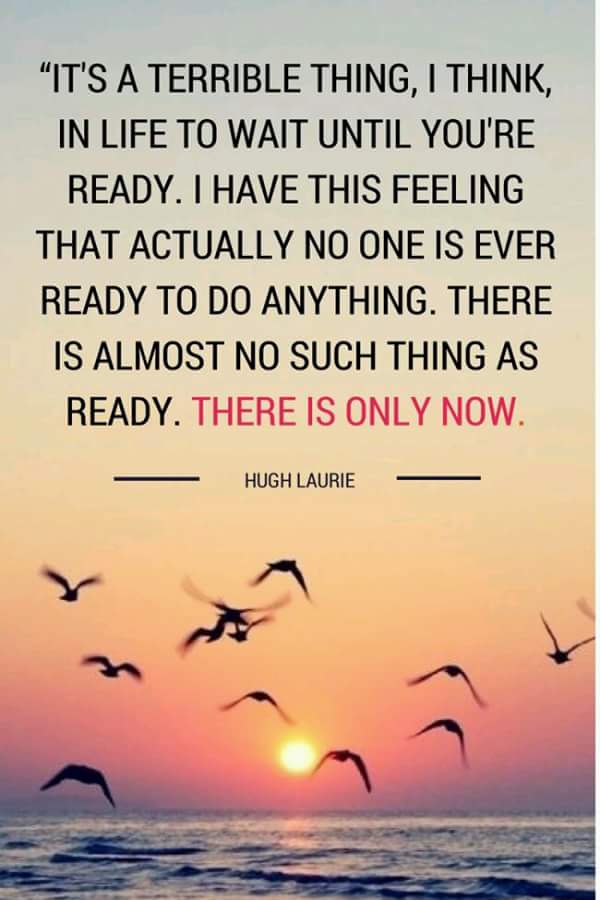 “IT'S A TERRIBLE THING, I THINK,
IN LIFE TO WAIT UNTIL YOU'RE
READY. I HAVE THIS FEELING
THAT ACTUALLY NO ONE IS EVER
READY TO DO ANYTHING. THERE
IS ALMOST NO SUCH THING AS
READY. THERE IS ONLY NOW.
HUGH LAURIE